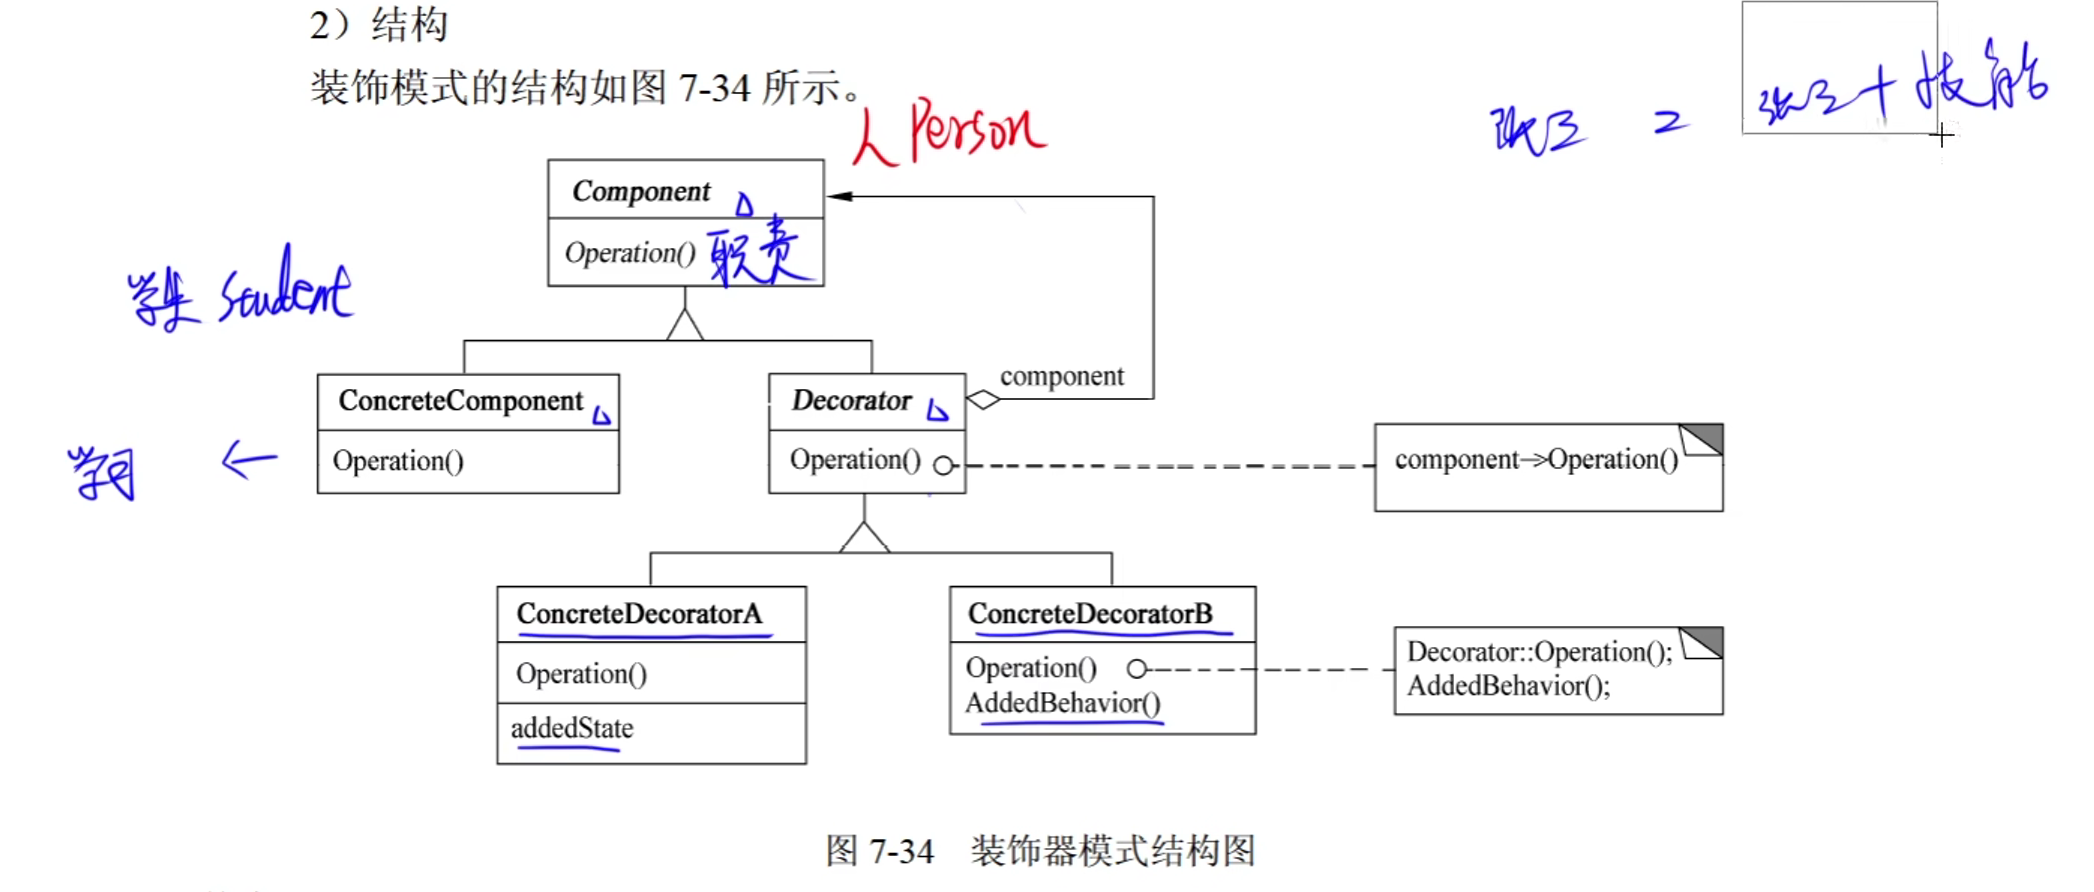 2）结构
装饰模式的结构如图 7-34 所示。
人 Person
张三 = 张三 + 技能
Component
Operation() 职责
学生 Student
component
ConcreteComponent
Operation()
学习 ←
Decorator
Operation()
component->Operation()
ConcreteDecoratorA
Operation()
addedState
ConcreteDecoratorB
Operation()
AddedBehavior()
Decorator::Operation();
AddedBehavior();
图 7-34 装饰器模式结构图